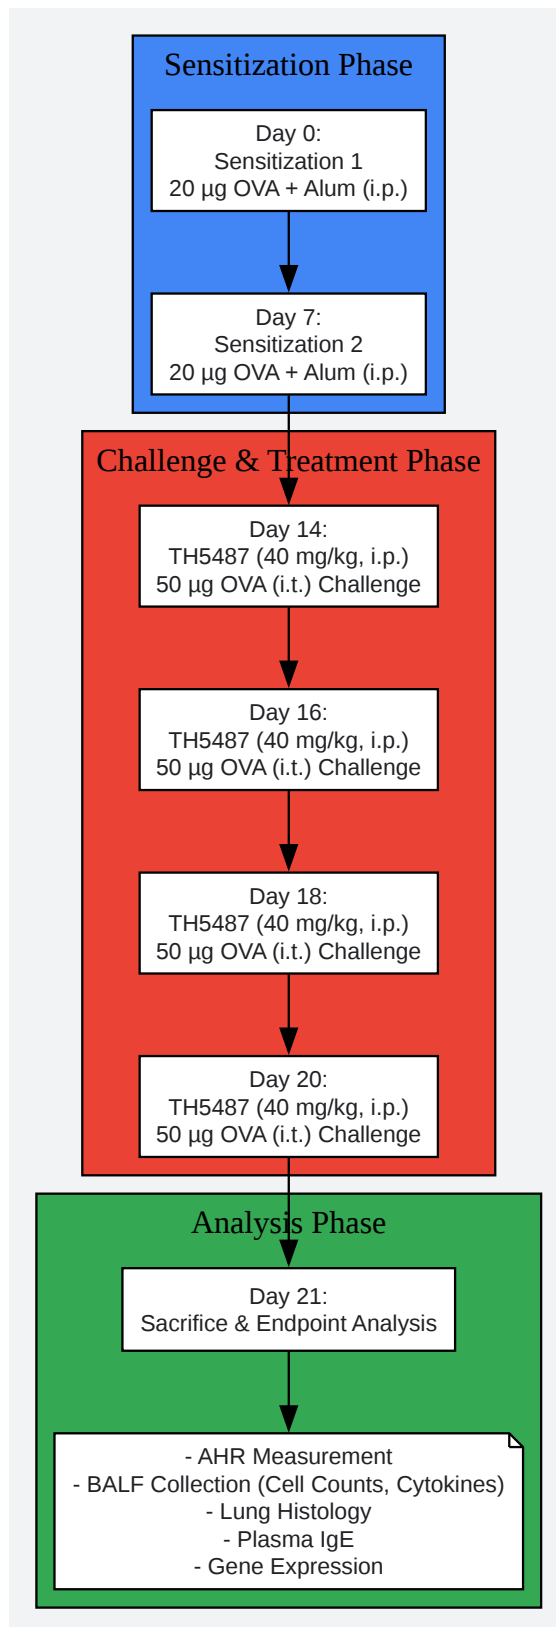 Sensitization Phase
Day 0:
Sensitization 1
20 µg OVA + Alum (i.p.)
Day 7:
Sensitization 2
20 µg OVA + Alum (i.p.)
Challenge & Treatment Phase
Day 14:
TH5487 (40 mg/kg, i.p.)
50 µg OVA (i.t.) Challenge
Day 16:
TH5487 (40 mg/kg, i.p.)
50 µg OVA (i.t.) Challenge
Day 18:
TH5487 (40 mg/kg, i.p.)
50 µg OVA (i.t.) Challenge
Day 20:
TH5487 (40 mg/kg, i.p.)
50 µg OVA (i.t.) Challenge
Analysis Phase
Day 21:
Sacrifice & Endpoint Analysis
- AHR Measurement
- BALF Collection (Cell Counts, Cytokines)
- Lung Histology
- Plasma IgE
- Gene Expression